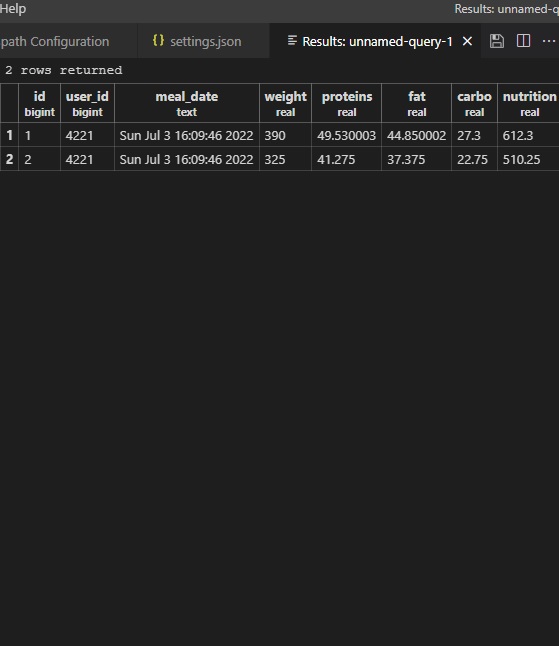 Help Results: unnamed-q
path Configuration {} settings.json Results: unnamed-query-1 × ...
2 rows returned
id user_id meal_date weight proteins fat carbo nutrition
bigint bigint text real real real real real
1 1 4221 Sun Jul 3 16:09:46 2022 390 49.530003 44.850002 27.3 612.3
2 2 4221 Sun Jul 3 16:09:46 2022 325 41.275 37.375 22.75 510.25